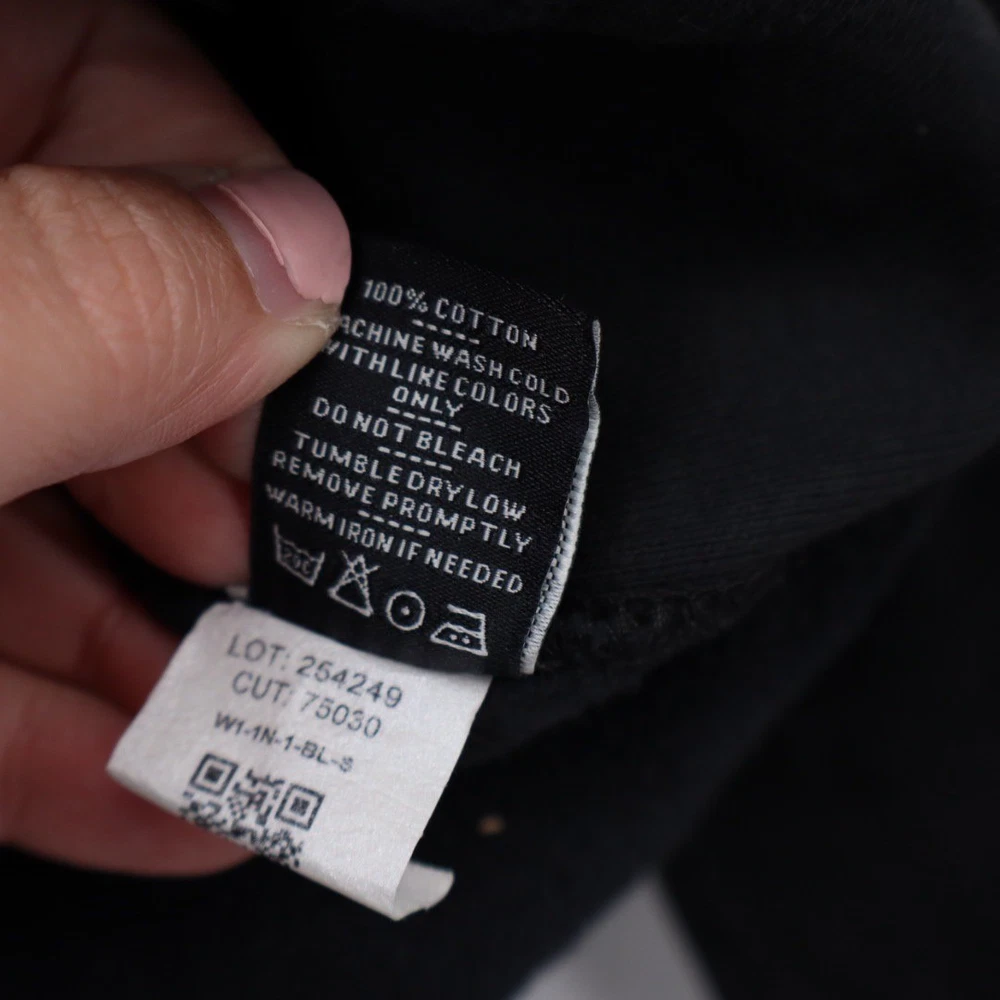 100% COTTON
-----
ACHINE WASH COLD
WITH LIKE COLORS
ONLY
-----
DO NOT BLEACH
-----
TUMBLE DRY LOW
REMOVE PROMPTLY
-----
WARM IRON IF NEEDED
LOT: 254249
CUT: 75030
W1-1N-1-BL-S